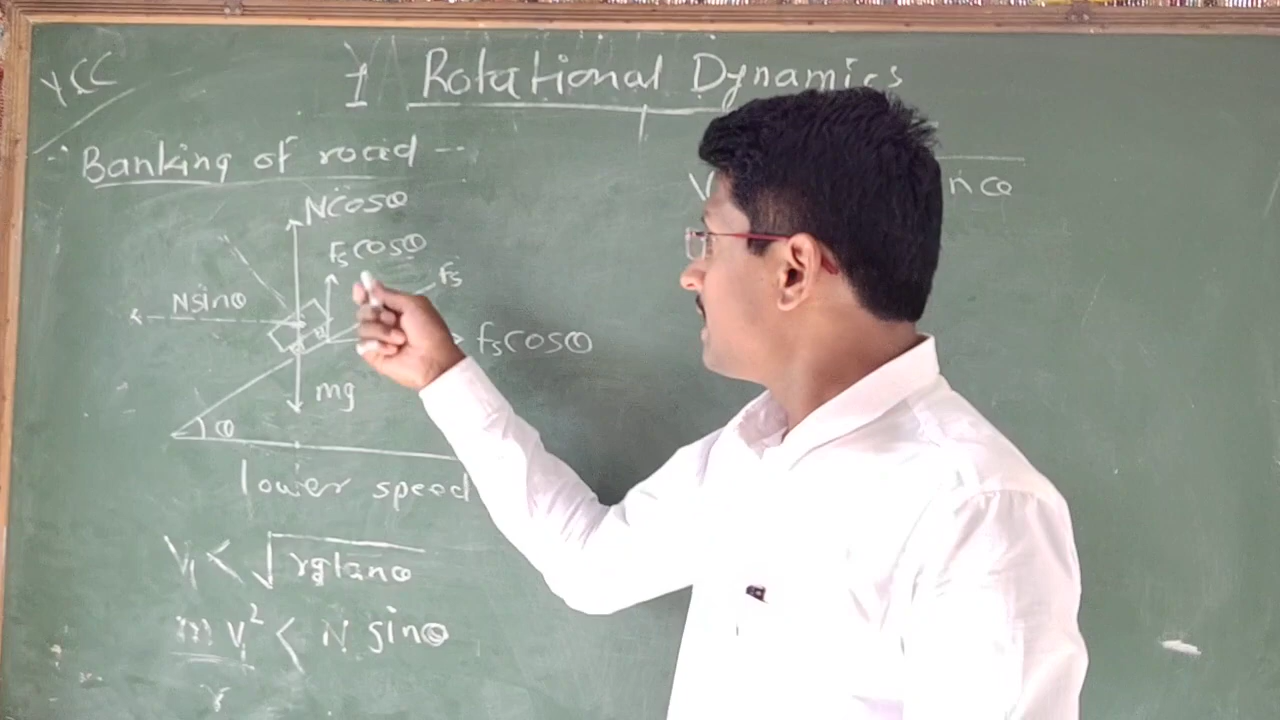 YCC
1 Rotational Dynamics
Banking of road
Ncosθ
fscosθ
fs
Nsinθ
fscosθ
mg
θ
lower speed
V₁ < √rgtanθ
mv₁²/r < N sinθ